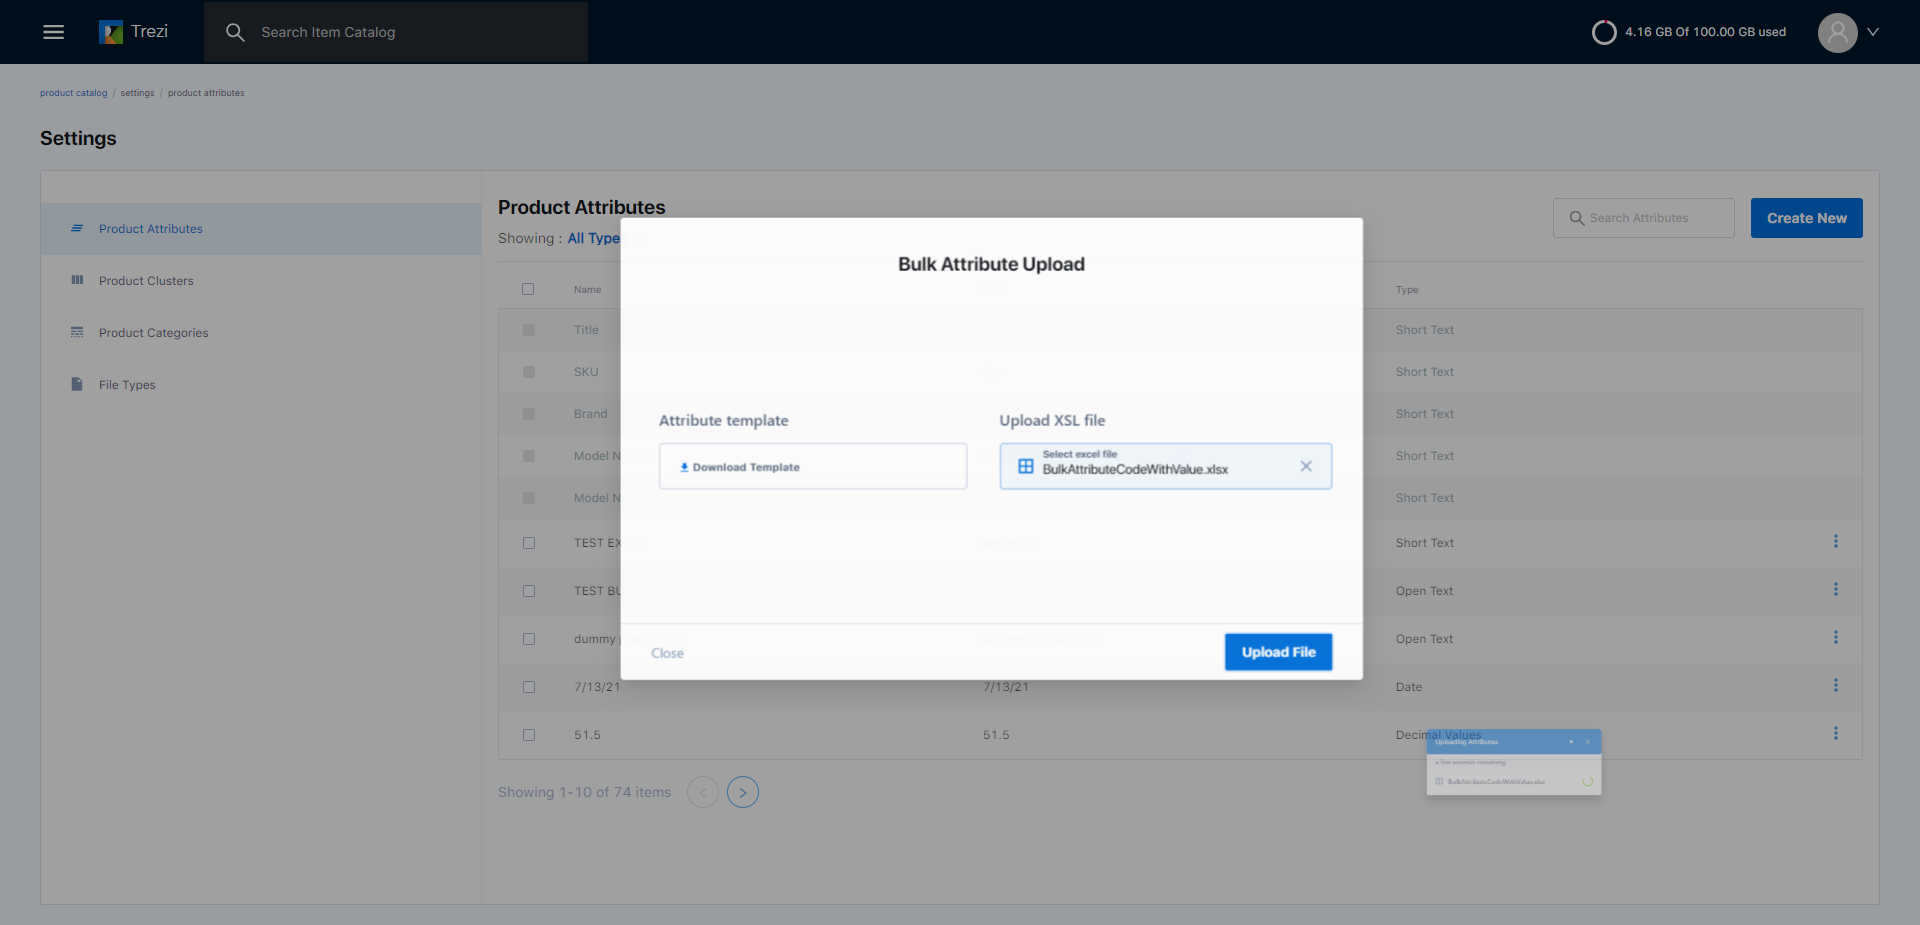 Trezi
Search Item Catalog
4.16 GB Of 100.00 GB used
product catalog / settings / product attributes
Settings
Product Attributes
Product Clusters
Product Categories
File Types
Product Attributes
Showing : All Type
Search Attributes
Create New
Name Type
Title Short Text
SKU Short Text
Brand Short Text
Model N Short Text
Model N Short Text
TEST EX Short Text
TEST BU Open Text
dummy Open Text
7/13/21 7/13/21 Date
51.5 51.5 Decimal Values
Showing 1-10 of 74 items
Bulk Attribute Upload
Attribute template
Download Template
Upload XSL file
Select excel file
BulkAttributeCodeWithValue.xlsx
Close
Upload File
Uploading Attributes
a few seconds remaining
BulkAttributeCodeWithValue.xlsx